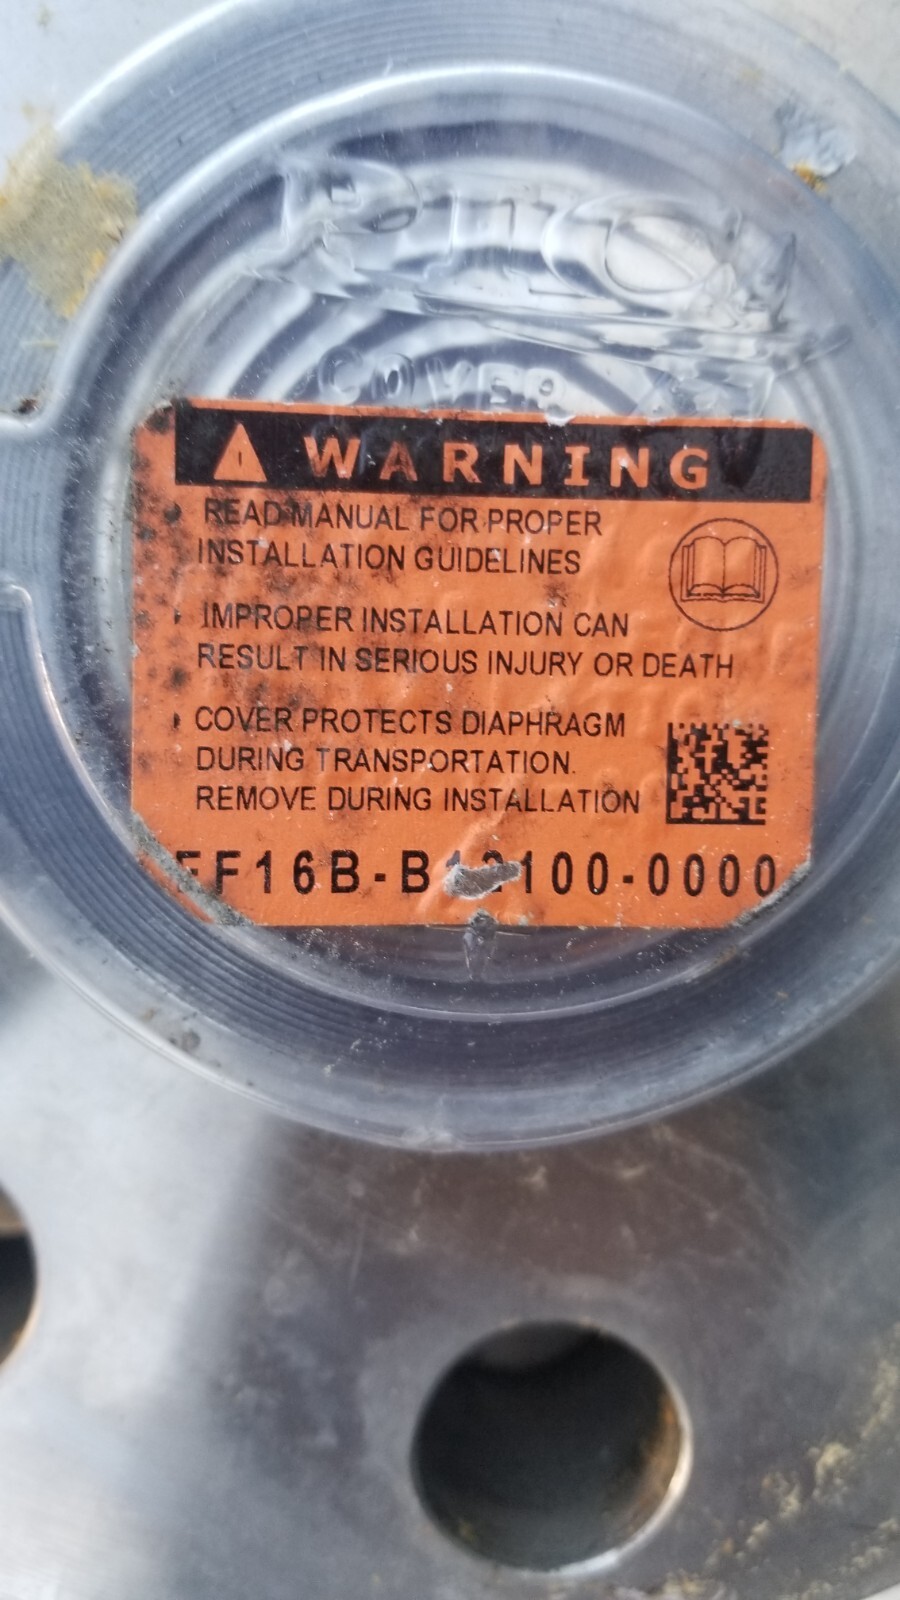 COVER
WARNING
READ MANUAL FOR PROPER
INSTALLATION GUIDELINES
IMPROPER INSTALLATION CAN
RESULT IN SERIOUS INJURY OR DEATH
COVER PROTECTS DIAPHRAGM
DURING TRANSPORTATION.
REMOVE DURING INSTALLATION